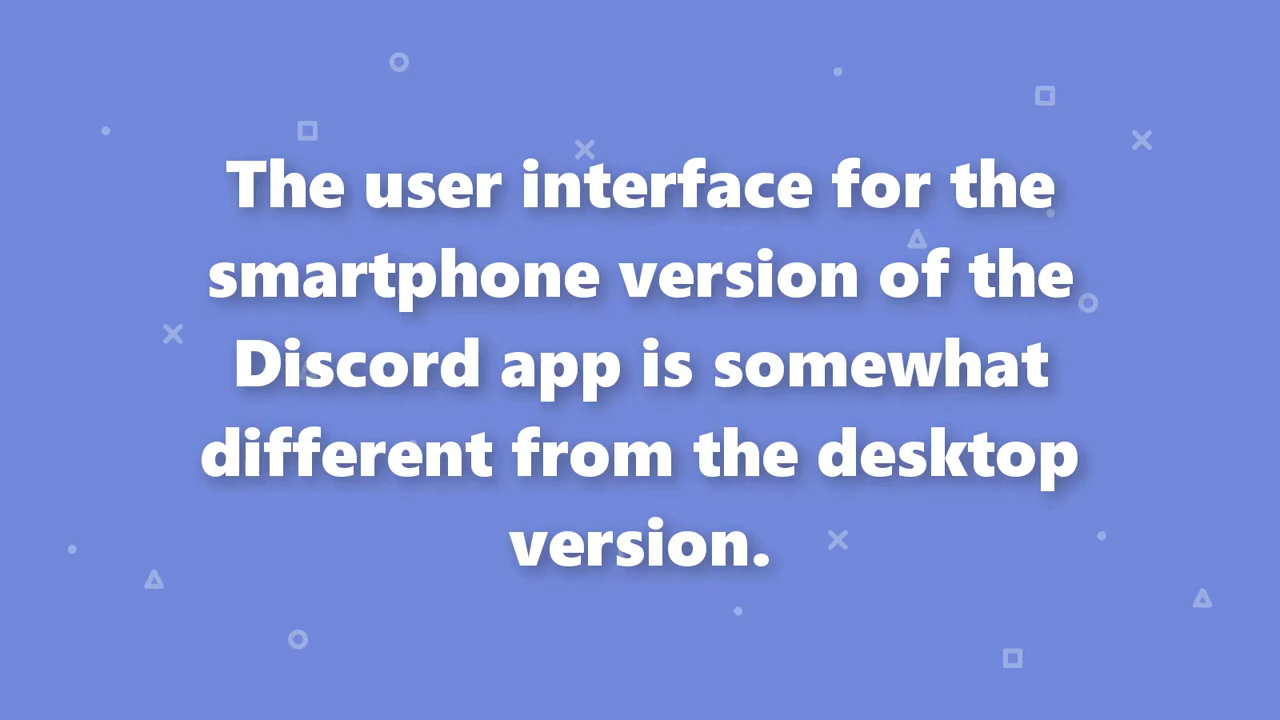 The user interface for the
smartphone version of the
Discord app is somewhat
different from the desktop
version.